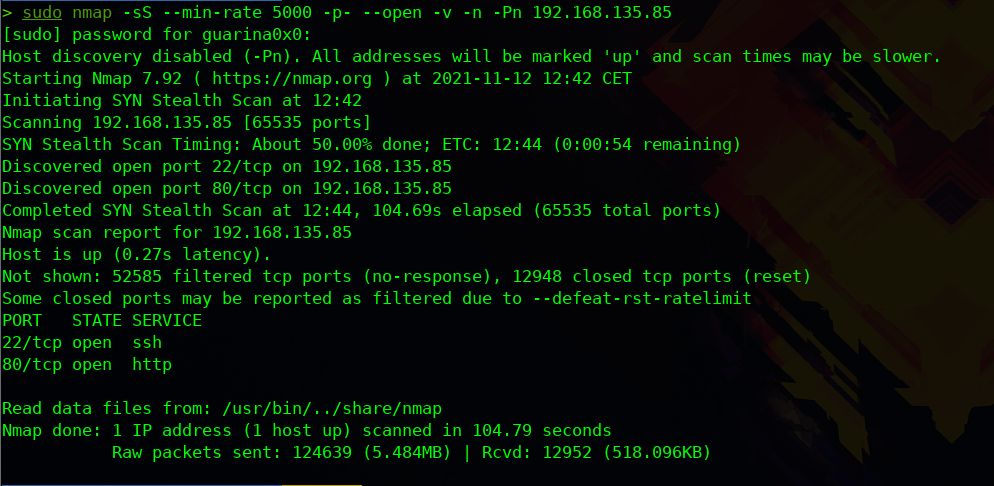 > sudo nmap -sS --min-rate 5000 -p- --open -v -n -Pn 192.168.135.85
[sudo] password for guarina0x0:
Host discovery disabled (-Pn). All addresses will be marked 'up' and scan times may be slower.
Starting Nmap 7.92 ( https://nmap.org ) at 2021-11-12 12:42 CET
Initiating SYN Stealth Scan at 12:42
Scanning 192.168.135.85 [65535 ports]
SYN Stealth Scan Timing: About 50.00% done; ETC: 12:44 (0:00:54 remaining)
Discovered open port 22/tcp on 192.168.135.85
Discovered open port 80/tcp on 192.168.135.85
Completed SYN Stealth Scan at 12:44, 104.69s elapsed (65535 total ports)
Nmap scan report for 192.168.135.85
Host is up (0.27s latency).
Not shown: 52585 filtered tcp ports (no-response), 12948 closed tcp ports (reset)
Some closed ports may be reported as filtered due to --defeat-rst-ratelimit
PORT   STATE SERVICE
22/tcp open  ssh
80/tcp open  http

Read data files from: /usr/bin/../share/nmap
Nmap done: 1 IP address (1 host up) scanned in 104.79 seconds
           Raw packets sent: 124639 (5.484MB) | Rcvd: 12952 (518.096KB)